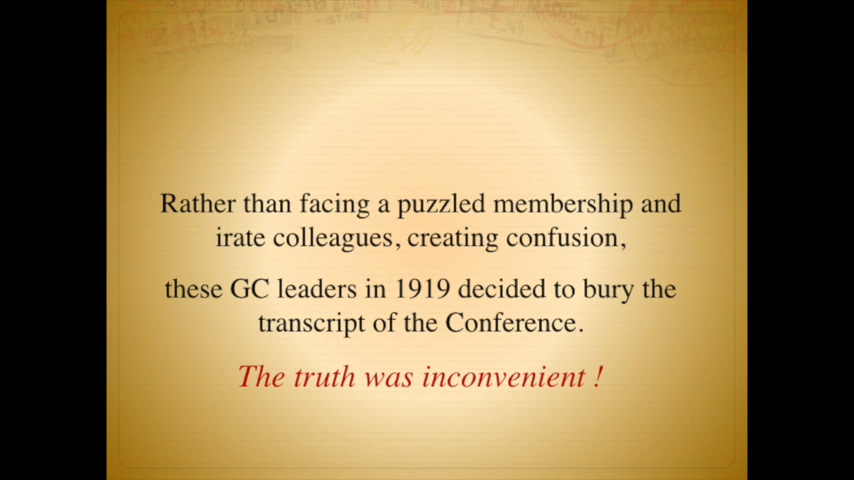 Rather than facing a puzzled membership and
irate colleagues, creating confusion,
these GC leaders in 1919 decided to bury the
transcript of the Conference.
The truth was inconvenient !